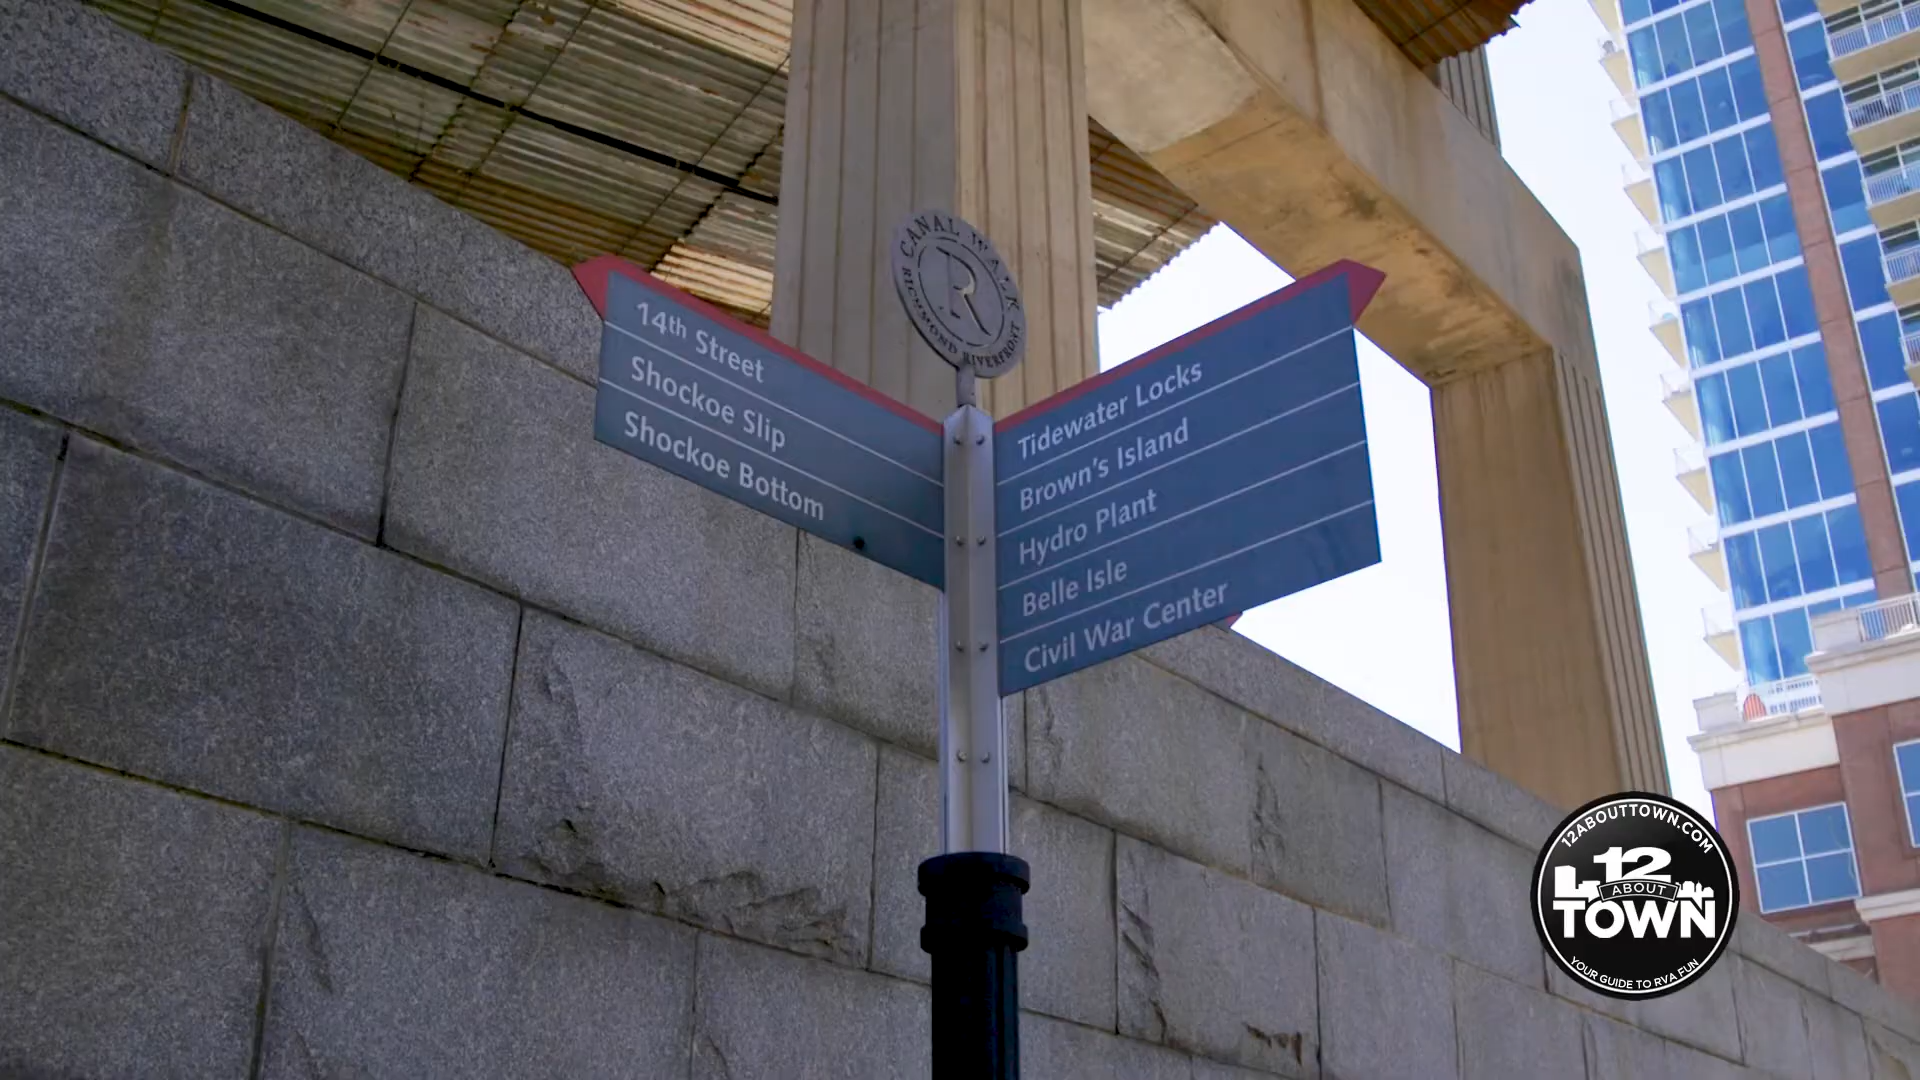 CANAL WALK
R
RICHMOND RIVERFRONT
14th Street
Shockoe Slip
Shockoe Bottom
Tidewater Locks
Brown's Island
Hydro Plant
Belle Isle
Civil War Center
12ABOUTTOWN.COM
12
ABOUT
TOWN
YOUR GUIDE TO RVA FUN